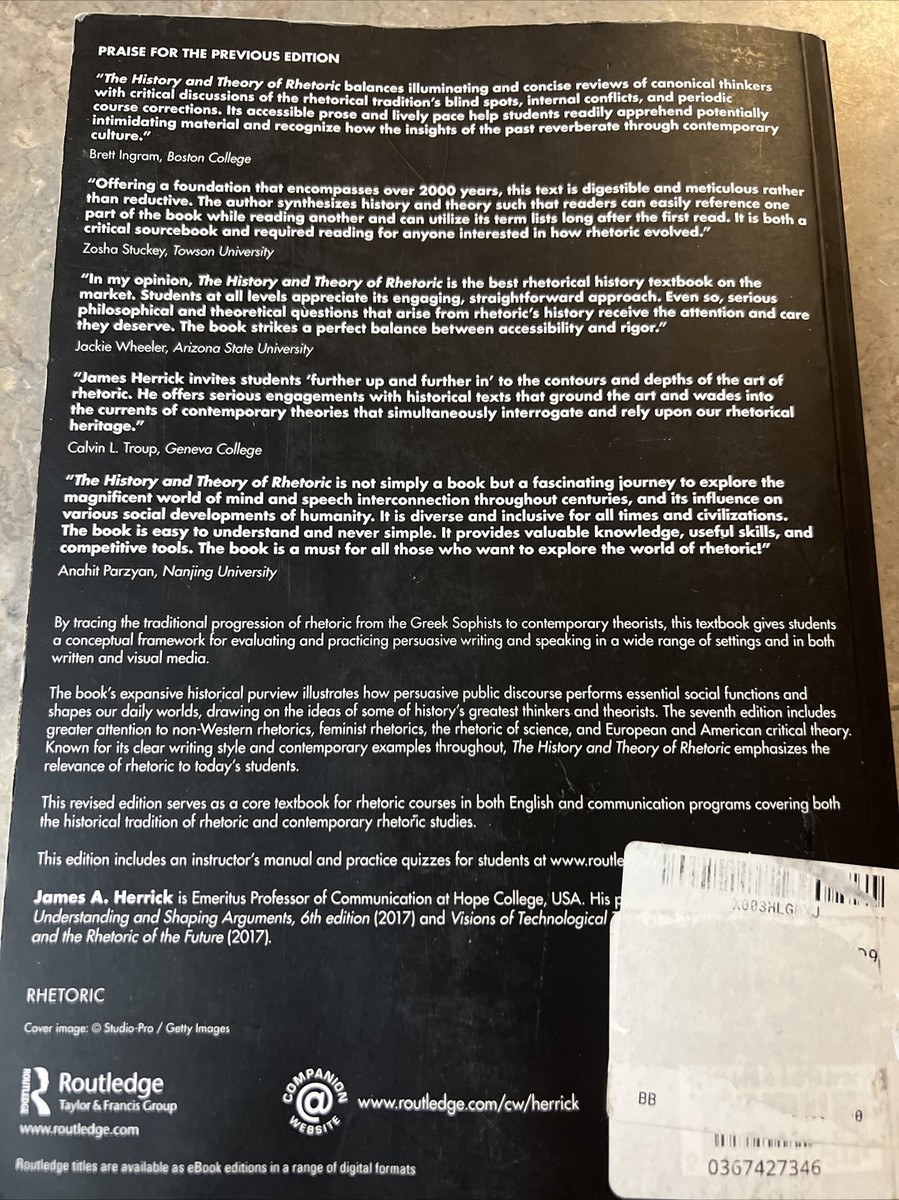 PRAISE FOR THE PREVIOUS EDITION
“The History and Theory of Rhetoric balances illuminating and concise reviews of canonical thinkers
with critical discussions of the rhetorical tradition’s blind spots, internal conflicts, and periodic
course corrections. Its accessible prose and lively pace help students readily apprehend potentially
intimidating material and recognize how the insights of the past reverberate through contemporary
culture.”
Brett Ingram, Boston College
“Offering a foundation that encompasses over 2000 years, this text is digestible and meticulous rather
than reductive. The author synthesizes history and theory such that readers can easily reference one
part of the book while reading another and can utilize its term lists long after the first read. It is both a
critical sourcebook and required reading for anyone interested in how rhetoric evolved.”
Zosha Stuckey, Towson University
“In my opinion, The History and Theory of Rhetoric is the best rhetorical history textbook on the
market. Students at all levels appreciate its engaging, straightforward approach. Even so, serious
philosophical and theoretical questions that arise from rhetoric’s history receive the attention and care
they deserve. The book strikes a perfect balance between accessibility and rigor.”
Jackie Wheeler, Arizona State University
“James Herrick invites students ‘further up and further in’ to the contours and depths of the art of
rhetoric. He offers serious engagements with historical texts that ground the art and wades into
the currents of contemporary theories that simultaneously interrogate and rely upon our rhetorical
heritage.”
Calvin L. Troup, Geneva College
“The History and Theory of Rhetoric is not simply a book but a fascinating journey to explore the
magnificent world of mind and speech interconnection throughout centuries, and its influence on
various social developments of humanity. It is diverse and inclusive for all times and civilizations.
The book is easy to understand and never simple. It provides valuable knowledge, useful skills, and
competitive tools. The book is a must for all those who want to explore the world of rhetoric!”
Anahit Parzyan, Nanjing University
By tracing the traditional progression of rhetoric from the Greek Sophists to contemporary theorists, this textbook gives students
a conceptual framework for evaluating and practicing persuasive writing and speaking in a wide range of settings and in both
written and visual media.
The book’s expansive historical purview illustrates how persuasive public discourse performs essential social functions and
shapes our daily worlds, drawing on the ideas of some of history’s greatest thinkers and theorists. The seventh edition includes
greater attention to non-Western rhetorics, feminist rhetorics, the rhetoric of science, and European and American critical theory.
Known for its clear writing style and contemporary examples throughout, The History and Theory of Rhetoric emphasizes the
relevance of rhetoric to today’s students.
This revised edition serves as a core textbook for rhetoric courses in both English and communication programs covering both
the historical tradition of rhetoric and contemporary rhetoric studies.
This edition includes an instructor’s manual and practice quizzes for students at www.routle
James A. Herrick is Emeritus Professor of Communication at Hope College, USA. His p
Understanding and Shaping Arguments, 6th edition (2017) and Visions of Technological
and the Rhetoric of the Future (2017).
RHETORIC
Cover image: © Studio-Pro / Getty Images
ROUTLEDGE
Routledge
Taylor & Francis Group
www.routledge.com
COMPANION
@
WEBSITE
www.routledge.com/cw/herrick
Routledge titles are available as eBook editions in a range of digital formats
BB
0367427346